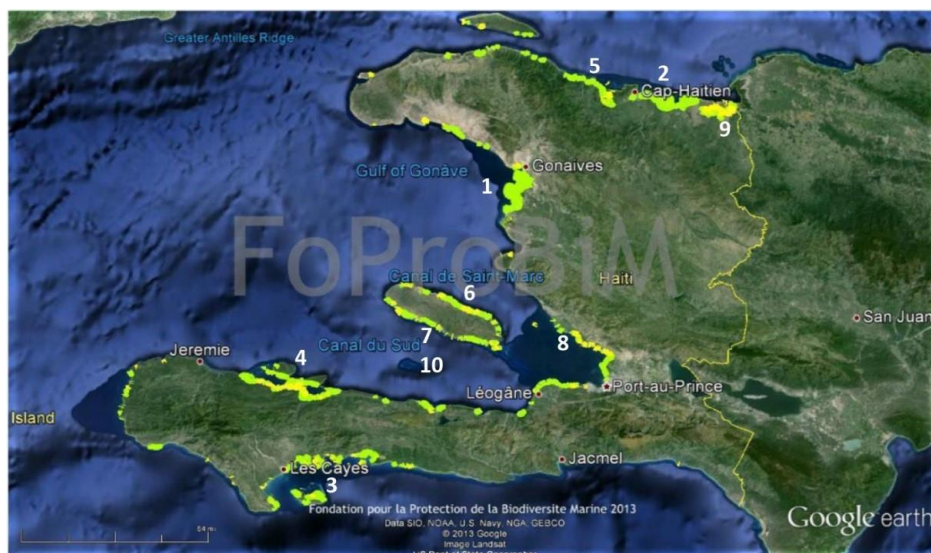 Greater Antilles Ridge
5
2
Cap-Haitien
9
Gulf of Gonâve
Gonaives
1
FoProBiM
Canal de Saint-Marc
Haiti
6
San Juan
7
Canal du Sud
8
Jeremie
4
10
Léogâne
Port-au-Prince
Island
Les Cayes
Jacmel
3
Fondation pour la Protection de la Biodiversite Marine 2013
Data SIO, NOAA, U.S. Navy, NGA, GEBCO
© 2013 Google
Image Landsat
Google earth